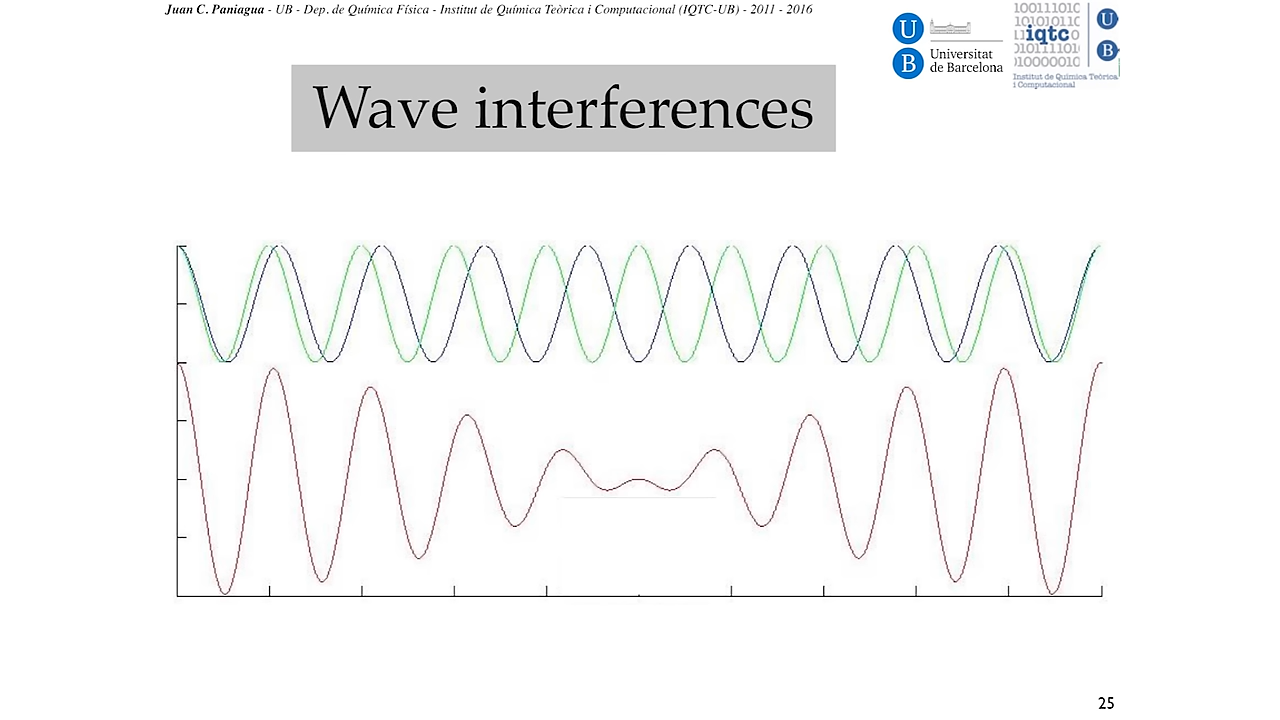 Juan C. Paniagua - UB - Dep. de Química Física - Institut de Química Teòrica i Computacional (IQTC-UB) - 2011 - 2016
U
B
Universitat
de Barcelona
iqtc
U
B
Institut de Química Teòrica
i Computacional
Wave interferences
25